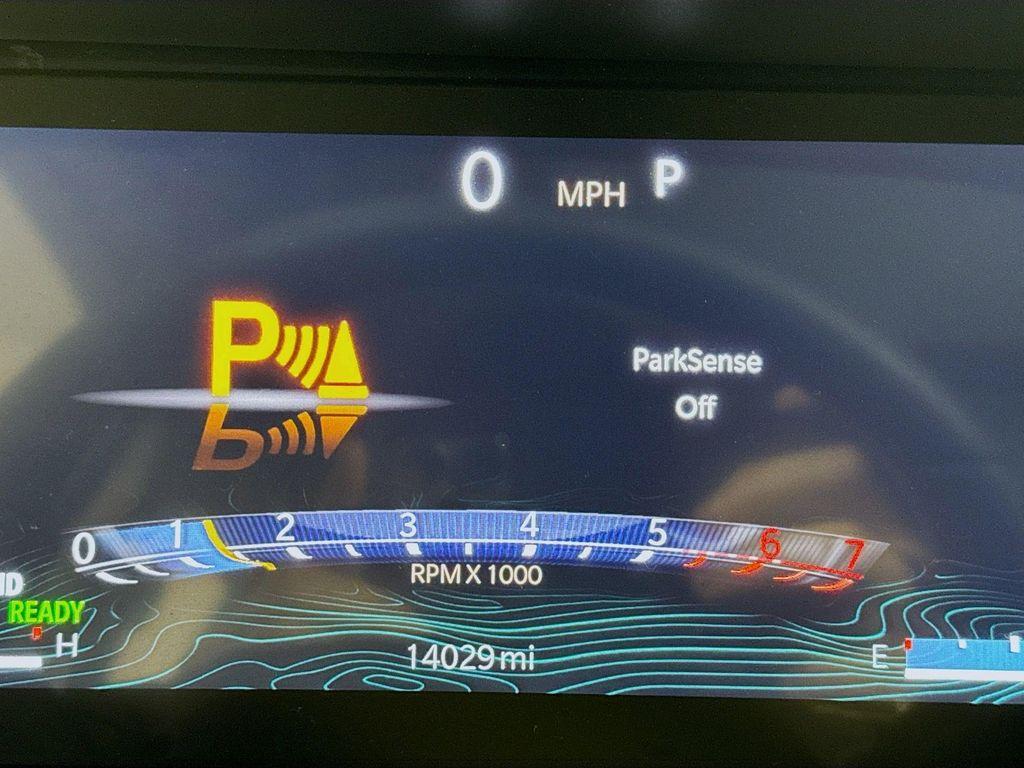 0 MPH P
P
ParkSense
Off
0 1 2 3 4 5 6 7
RPM X 1000
READY
H
14029 mi
E